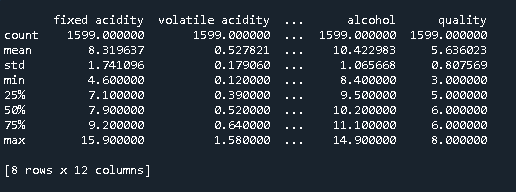 fixed acidity volatile acidity ... alcohol quality
count 1599.000000 1599.000000 ... 1599.000000 1599.000000
mean 8.319637 0.527821 ... 10.422983 5.636023
std 1.741096 0.179060 ... 1.065668 0.807569
min 4.600000 0.120000 ... 8.400000 3.000000
25% 7.100000 0.390000 ... 9.500000 5.000000
50% 7.900000 0.520000 ... 10.200000 6.000000
75% 9.200000 0.640000 ... 11.100000 6.000000
max 15.900000 1.580000 ... 14.900000 8.000000
[8 rows x 12 columns]